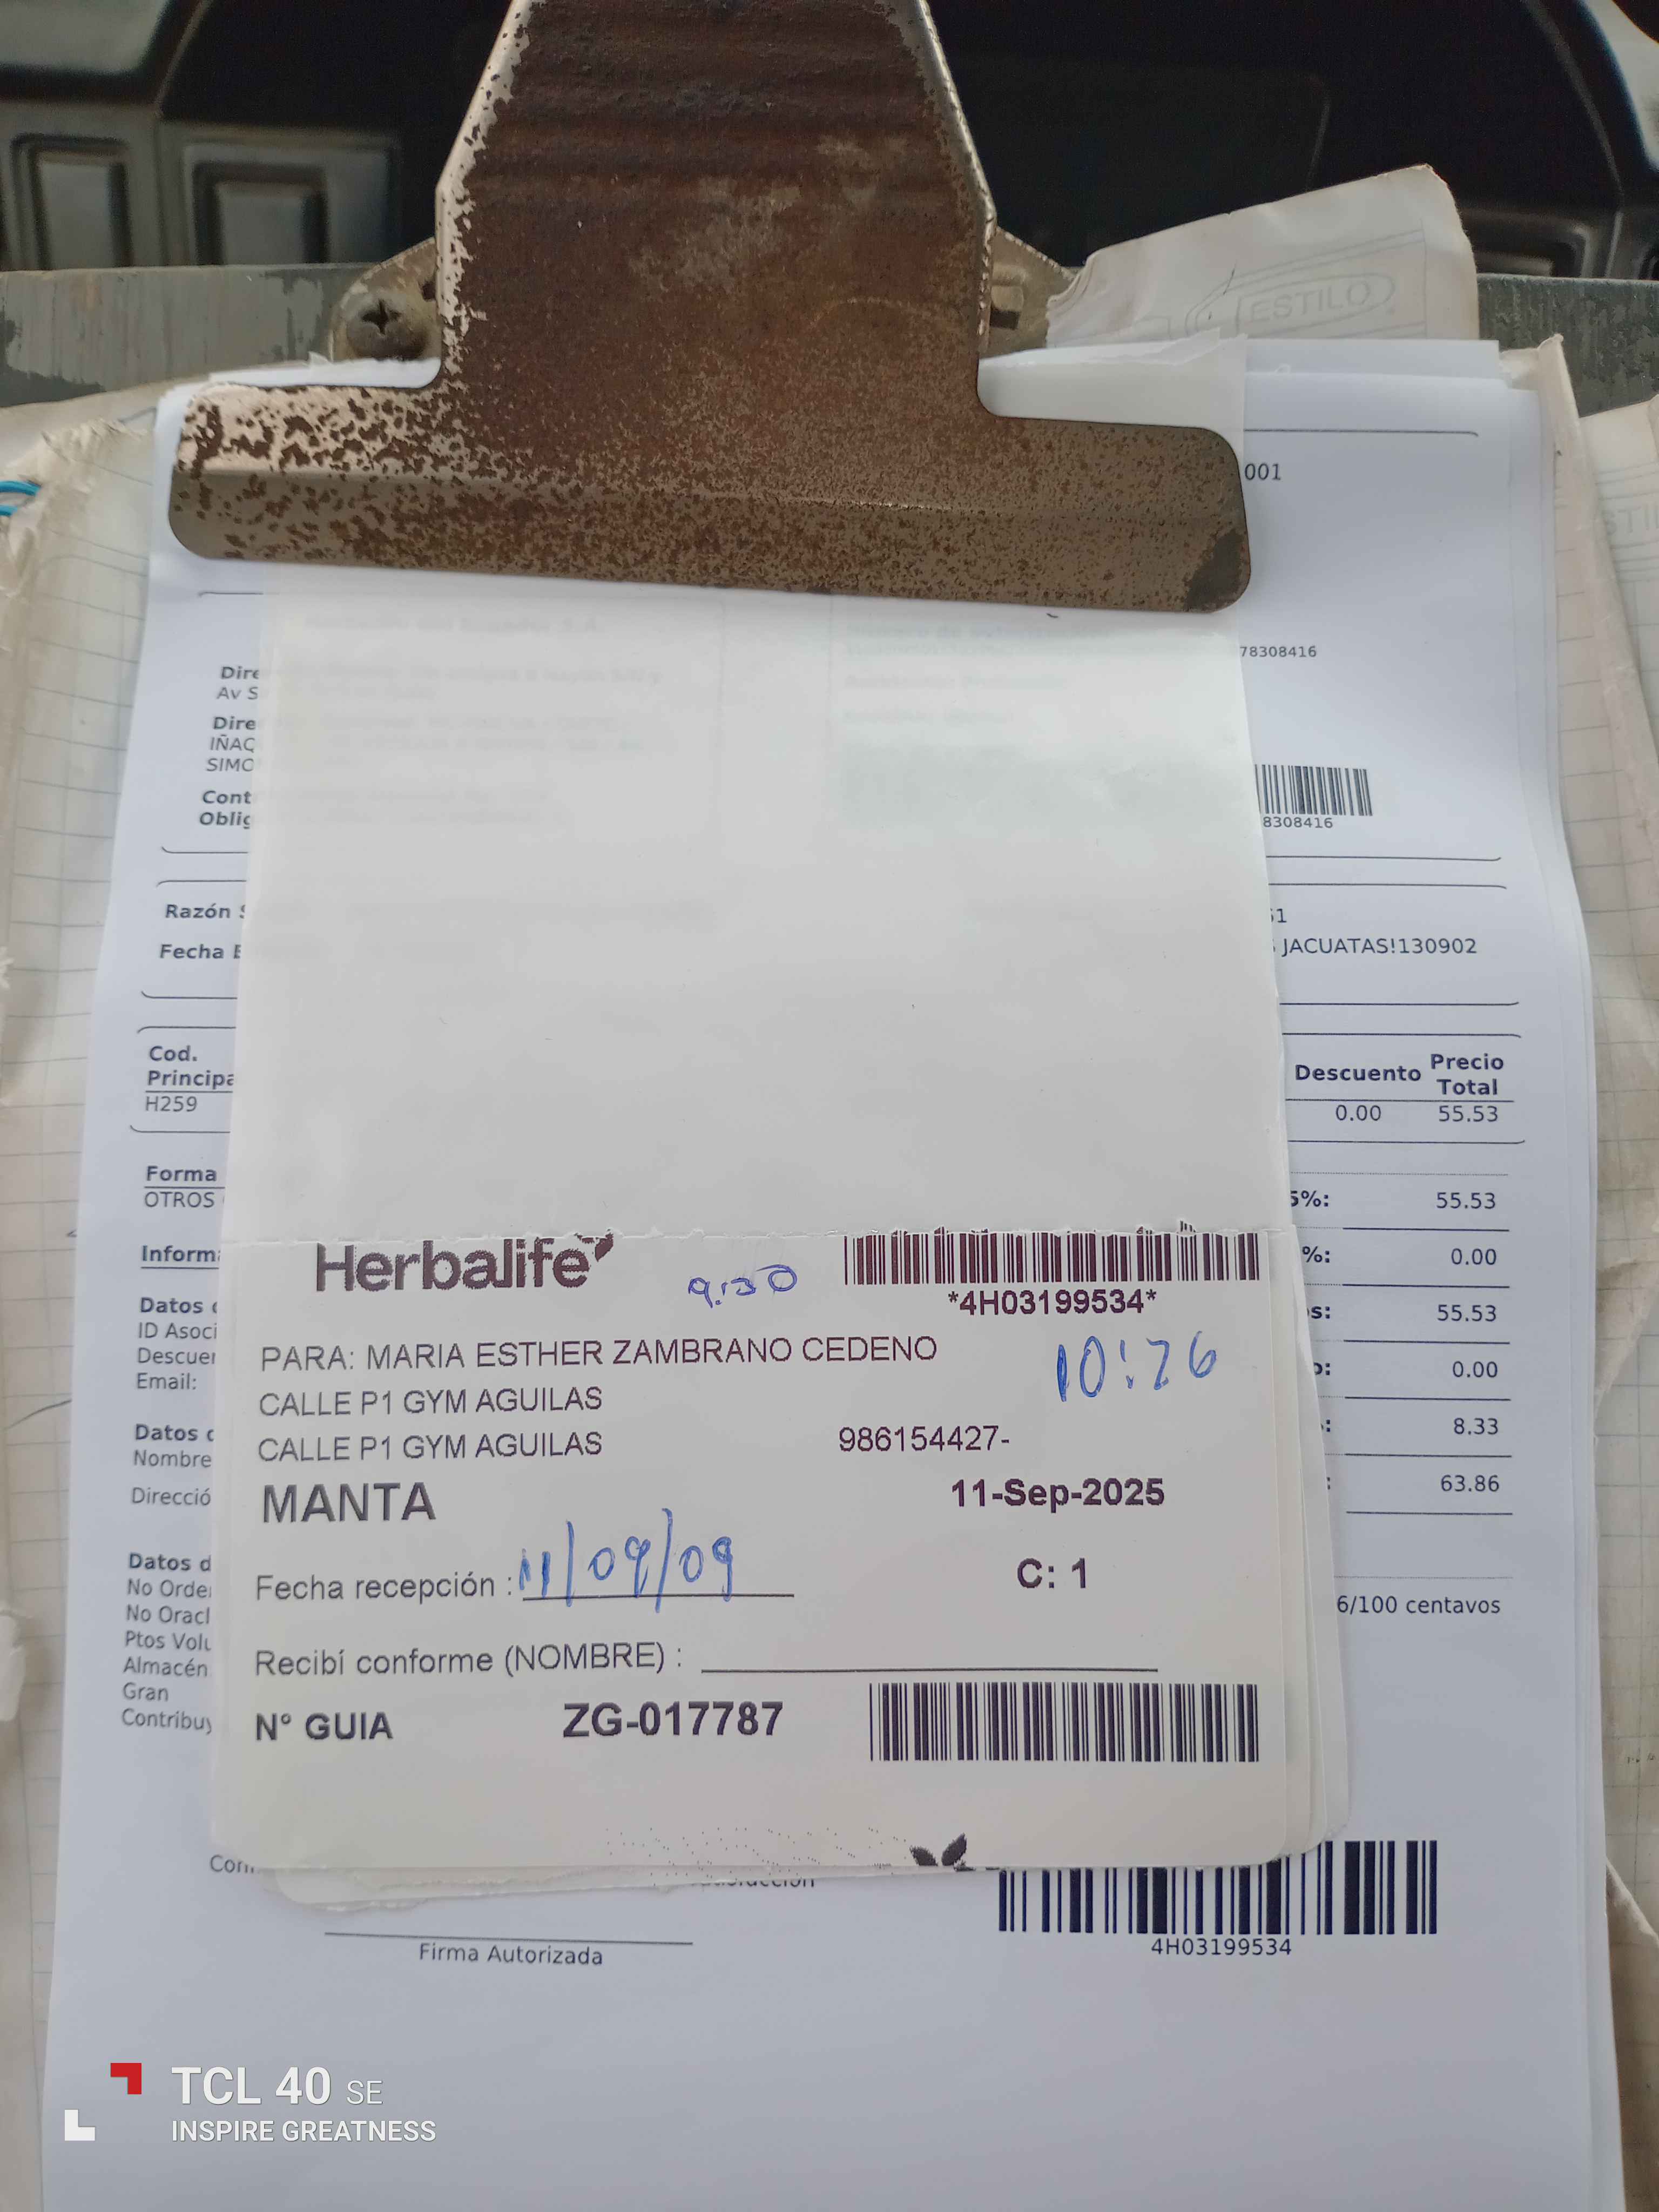 ESTILO
001
78308416
Dire
Av S
Dire
IÑAQ
SIMO
Cont
Oblig
8308416
Razón S
51
Fecha E
JACUATAS!130902
Cod.
Principa
Descuento
Precio
Total
H259
0.00
55.53
Forma
OTROS
5%:
55.53
Inform
%:
0.00
Herbalife
9:30
*4H03199534*
Datos
ID Asoci
Descuer
Email:
s:
55.53
PARA: MARIA ESTHER ZAMBRANO CEDENO
10:26
0.00
CALLE P1 GYM AGUILAS
CALLE P1 GYM AGUILAS
986154427-
8.33
Datos
Nombre
Direcció
MANTA
11-Sep-2025
63.86
Fecha recepción : 11/09/09
C: 1
Datos d
No Orde
No Oracl
Ptos Volu
Almacén
Gran
Contribuy
6/100 centavos
Recibí conforme (NOMBRE) :
Nº GUIA ZG-017787
Firma Autorizada
4H03199534
TCL 40 SE
INSPIRE GREATNESS